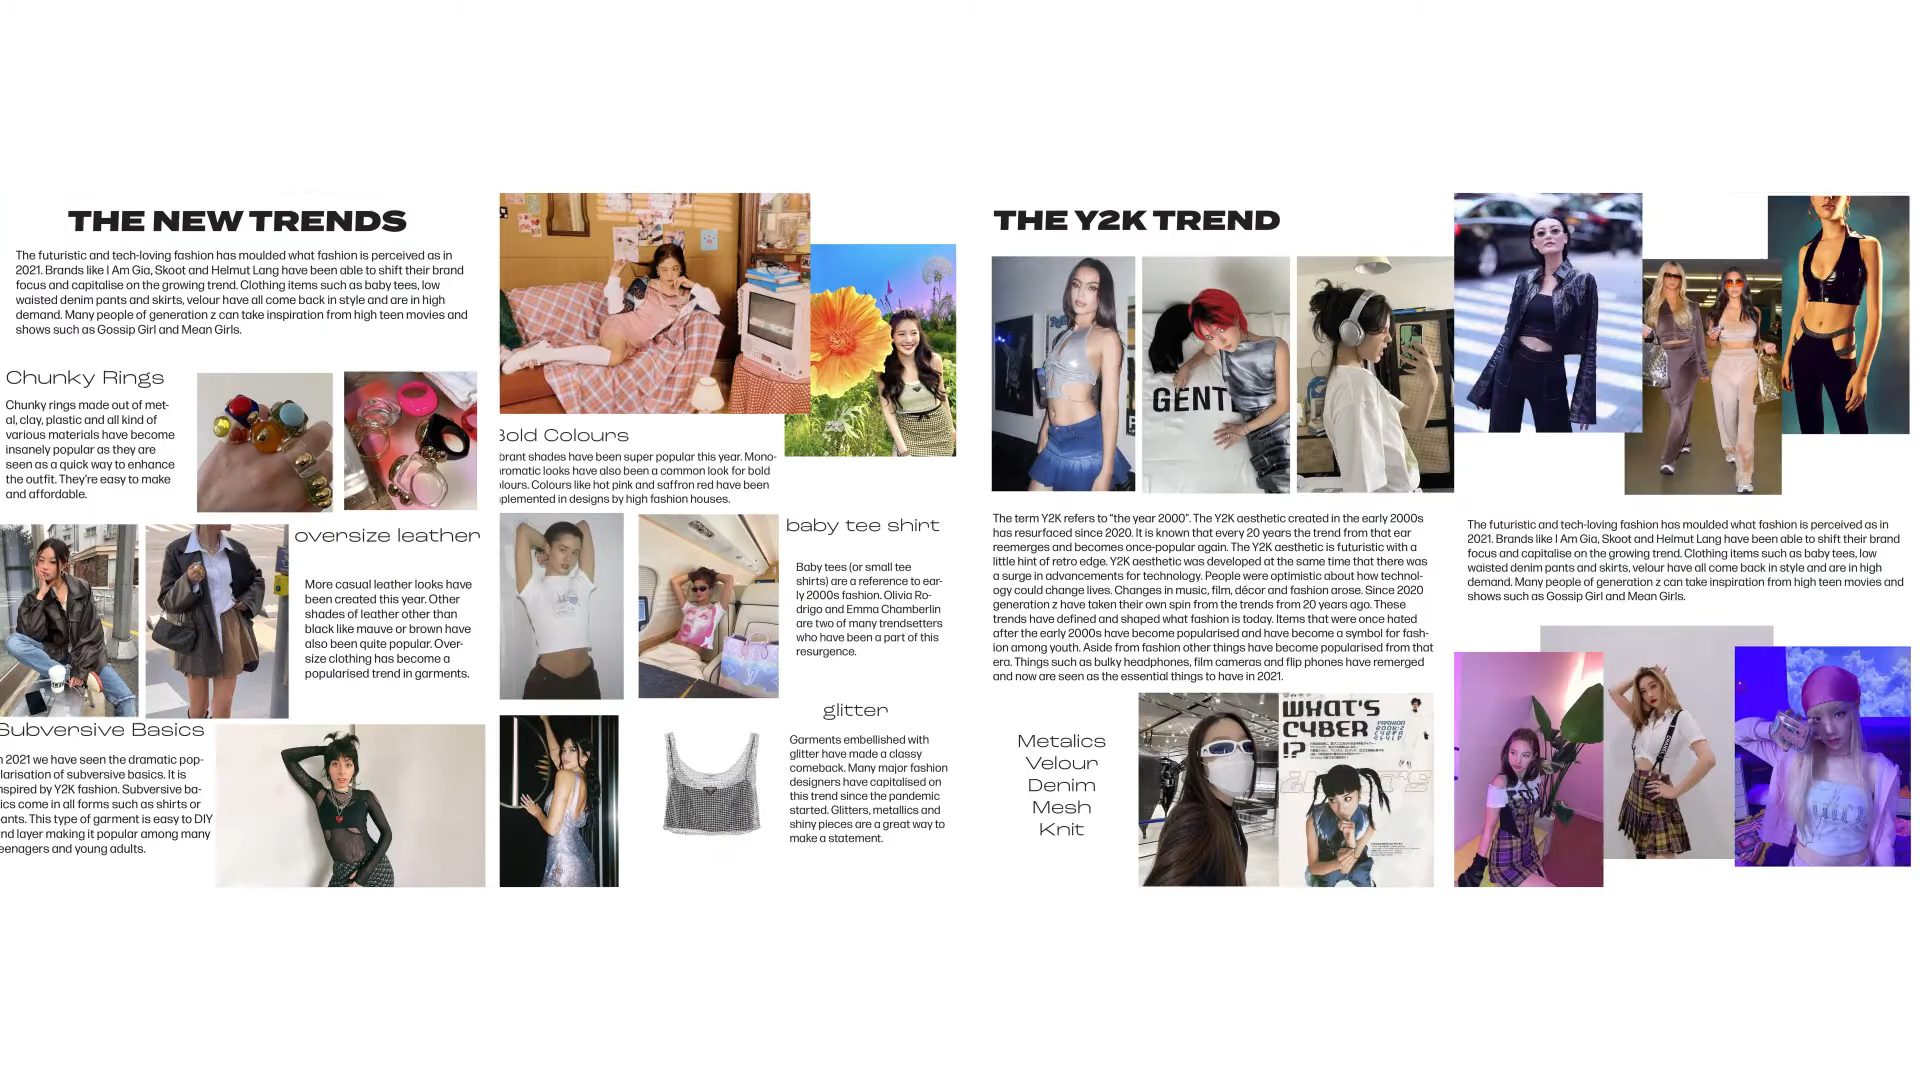 THE NEW TRENDS
The futuristic and tech-loving fashion has moulded what fashion is perceived as in
2021. Brands like I Am Gia, Skoot and Helmut Lang have been able to shift their brand
focus and capitalise on the growing trend. Clothing items such as baby tees, low
waisted denim pants and skirts, velour have all come back in style and are in high
demand. Many people of generation z can take inspiration from high teen movies and
shows such as Gossip Girl and Mean Girls.
Chunky Rings
Chunky rings made out of met-
al, clay, plastic and all kind of
various materials have become
insanely popular as they are
seen as a quick way to enhance
the outfit. They're easy to make
and affordable.
oversize leather
More casual leather looks have
been created this year. Other
shades of leather other than
black like mauve or brown have
also been quite popular. Over-
size clothing has become a
popularised trend in garments.
Subversive Basics
n 2021 we have seen the dramatic pop-
larisation of subversive basics. It is
nspired by Y2K fashion. Subversive ba-
ics come in all forms such as shirts or
ants. This type of garment is easy to DIY
nd layer making it popular among many
eenagers and young adults.
Bold Colours
brant shades have been super popular this year. Mono-
romatic looks have also been a common look for bold
lours. Colours like hot pink and saffron red have been
plemented in designs by high fashion houses.
baby tee shirt
Baby tees (or small tee
shirts) are a reference to ear-
ly 2000s fashion. Olivia Ro-
drigo and Emma Chamberlin
are two of many trendsetters
who have been a part of this
resurgence.
glitter
Garments embellished with
glitter have made a classy
comeback. Many major fashion
designers have capitalised on
this trend since the pandemic
started. Glitters, metallics and
shiny pieces are a great way to
make a statement.
THE Y2K TREND
GENT
The term Y2K refers to "the year 2000". The Y2K aesthetic created in the early 2000s
has resurfaced since 2020. It is known that every 20 years the trend from that ear
reemerges and becomes once-popular again. The Y2K aesthetic is futuristic with a
little hint of retro edge. Y2K aesthetic was developed at the same time that there was
a surge in advancements for technology. People were optimistic about how technol-
ogy could change lives. Changes in music, film, décor and fashion arose. Since 2020
generation z have taken their own spin from the trends from 20 years ago. These
trends have defined and shaped what fashion is today. Items that were once hated
after the early 2000s have become popularised and have become a symbol for fash-
ion among youth. Aside from fashion other things have become popularised from that
era. Things such as bulky headphones, film cameras and flip phones have remerged
and now are seen as the essential things to have in 2021.
Metalics
Velour
Denim
Mesh
Knit
WHAT'S
CYBER
!?
FASHION
BOOK:2
CYBER
STYLE
The futuristic and tech-loving fashion has moulded what fashion is perceived as in
2021. Brands like I Am Gia, Skoot and Helmut Lang have been able to shift their brand
focus and capitalise on the growing trend. Clothing items such as baby tees, low
waisted denim pants and skirts, velour have all come back in style and are in high
demand. Many people of generation z can take inspiration from high teen movies and
shows such as Gossip Girl and Mean Girls.